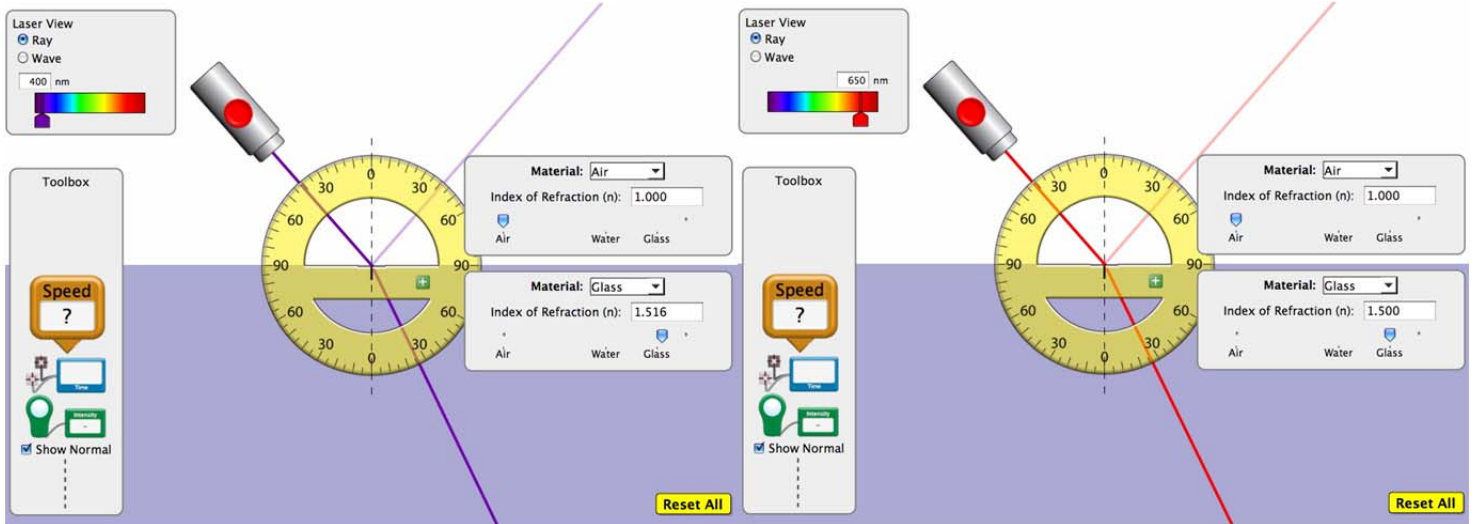 Laser View
Ray
Wave
400 nm
Toolbox
Speed
?
Time
Intensity
-
Show Normal
90 60 30 0 30 60 90
60 30 0 30 60
Material: Air
Index of Refraction (n): 1.000
Air Water Glass
Material: Glass
Index of Refraction (n): 1.516
Air Water Glass
Reset All
Laser View
Ray
Wave
650 nm
Toolbox
Speed
?
Time
Intensity
-
Show Normal
90 60 30 0 30 60 90
60 30 0 30 60
Material: Air
Index of Refraction (n): 1.000
Air Water Glass
Material: Glass
Index of Refraction (n): 1.500
Air Water Glass
Reset All